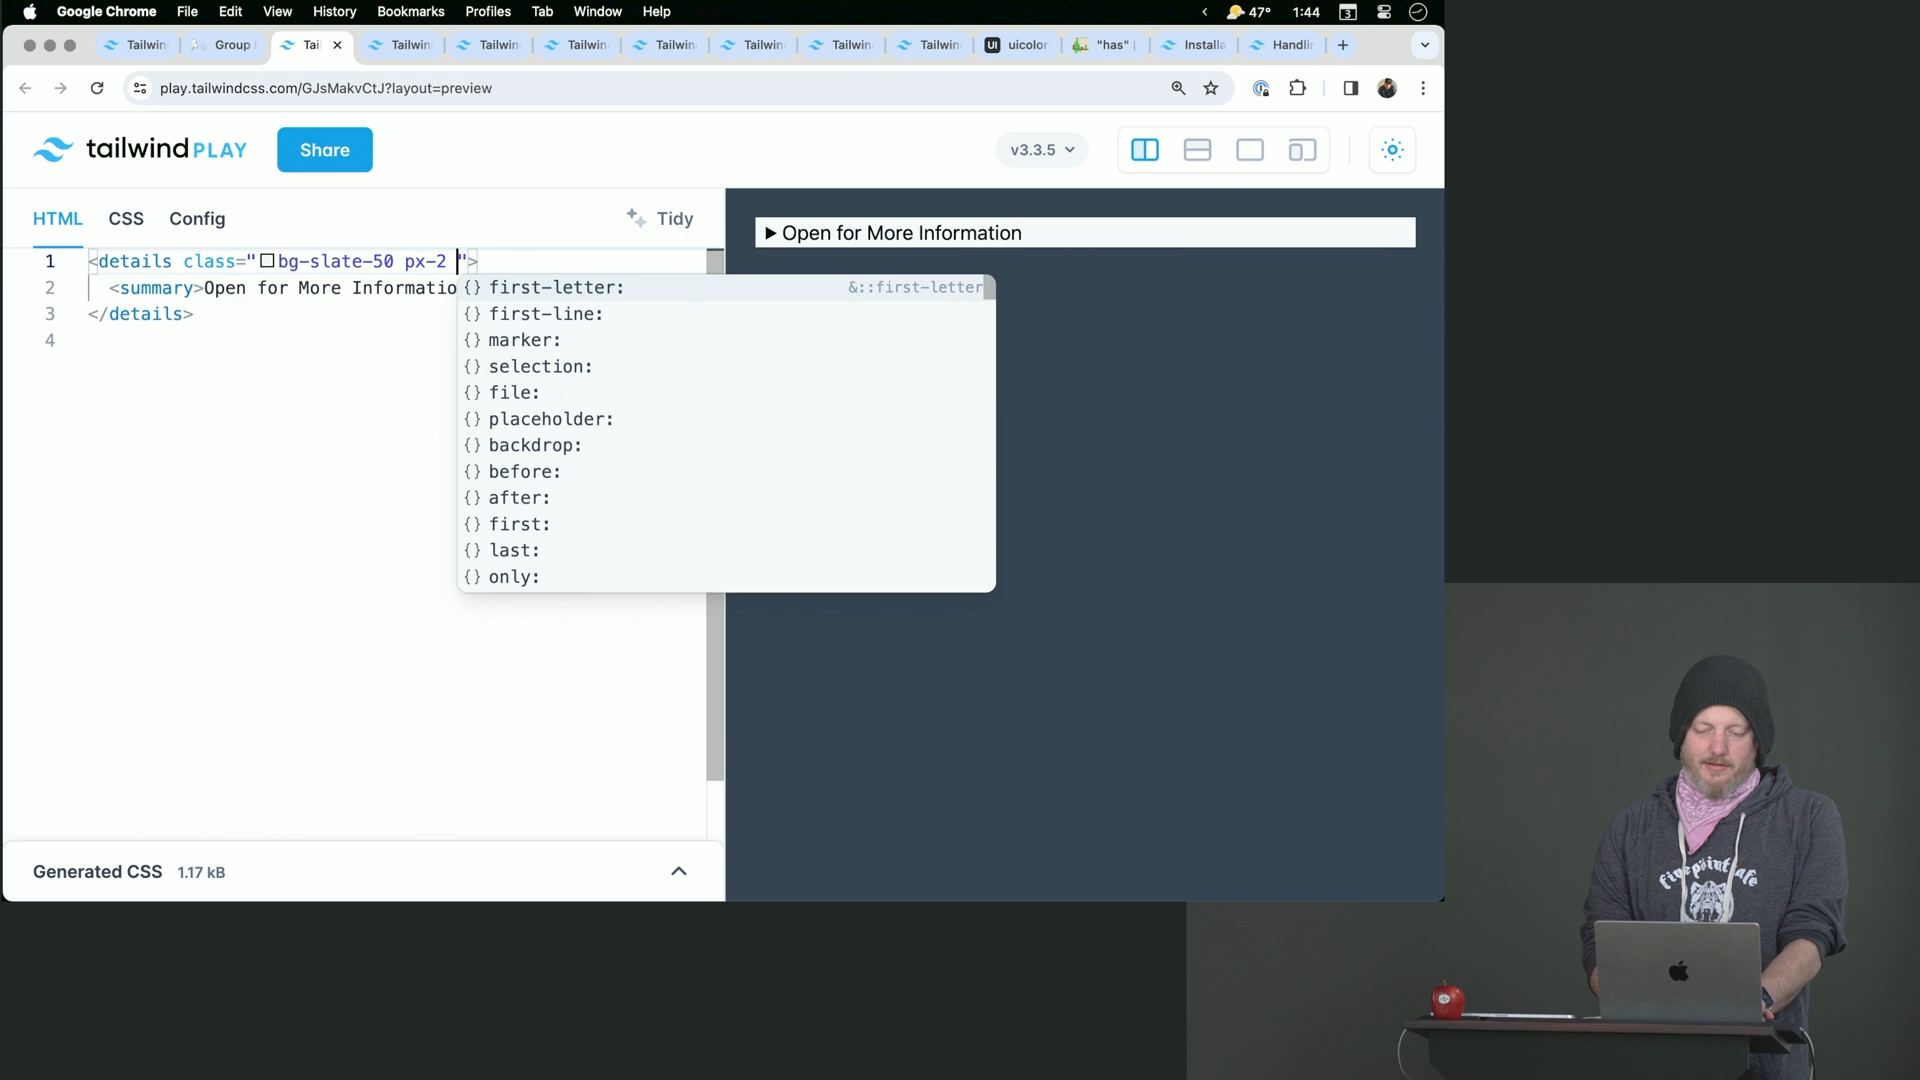 Google Chrome File Edit View History Bookmarks Profiles Tab Window Help 47° 1:44 3
Tailwin Group Tai Tailwin Tailwin Tailwin Tailwin Tailwin Tailwin Tailwin UI uicolor "has" Installa Handlin
play.tailwindcss.com/GJsMakvCtJ?layout=preview
tailwind PLAY Share v3.3.5
HTML CSS Config Tidy
1 <details class="bg-slate-50 px-2 ">
2 <summary>Open for More Informatio
3 </details>
4
first-letter: &::first-letter
{} first-line:
{} marker:
{} selection:
{} file:
{} placeholder:
{} backdrop:
{} before:
{} after:
{} first:
{} last:
{} only:
Open for More Information
Generated CSS 1.17 kB